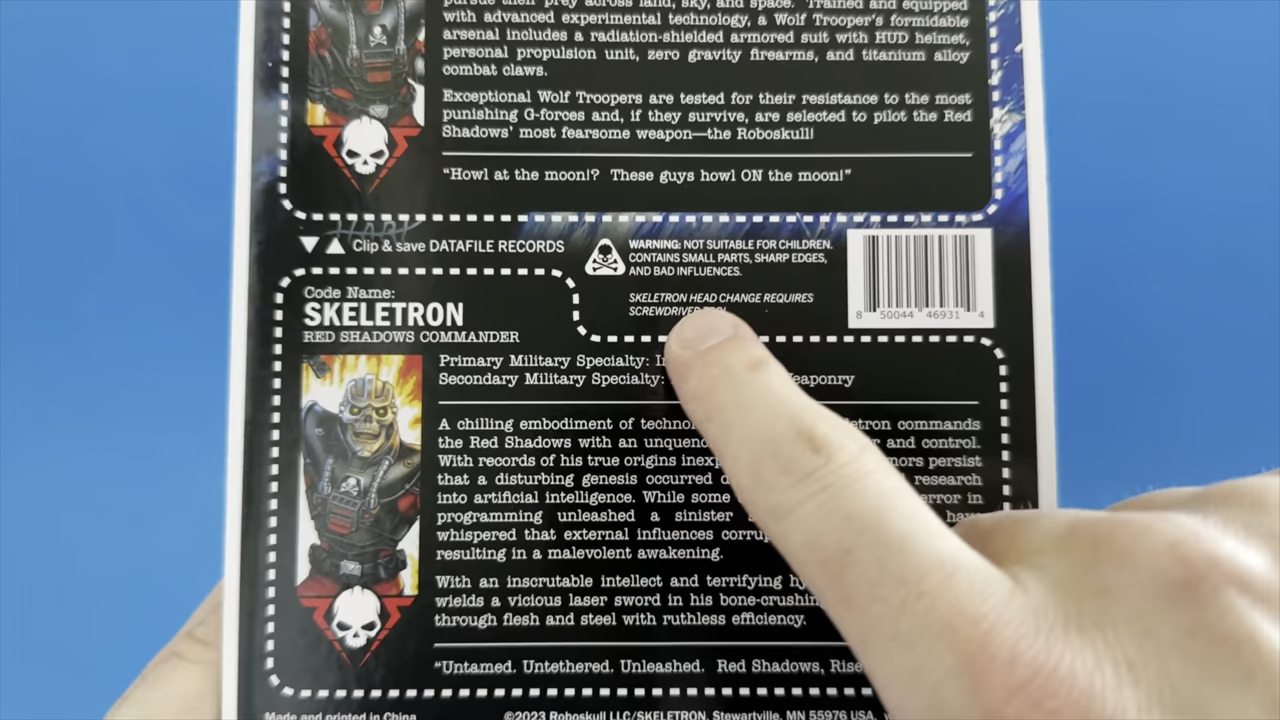 pursue their prey across land, sky, and space. Trained and equipped
with advanced experimental technology, a Wolf Trooper's formidable
arsenal includes a radiation-shielded armored suit with HUD helmet,
personal propulsion unit, zero gravity firearms, and titanium alloy
combat claws.
Exceptional Wolf Troopers are tested for their resistance to the most
punishing G-forces and, if they survive, are selected to pilot the Red
Shadows' most fearsome weapon—the Roboskull!
“Howl at the moon!? These guys howl ON the moon!”
HART
▼▲ Clip & save DATAFILE RECORDS
WARNING: NOT SUITABLE FOR CHILDREN.
CONTAINS SMALL PARTS, SHARP EDGES,
AND BAD INFLUENCES.
SKELETRON HEAD CHANGE REQUIRES
SCREWDRIVER TOOL
8 50044 46931 4
Code Name:
SKELETRON
RED SHADOWS COMMANDER
Primary Military Specialty:
Secondary Military Specialty: Weaponry
A chilling embodiment of commands
the Red Shadows with an and control.
With records of his true origins persist
that a disturbing genesis occurred research
into artificial intelligence. While some error in
programming unleashed a sinister have
whispered that external influences
resulting in a malevolent awakening.
With an inscrutable intellect and terrifying
wields a vicious laser sword in his bone-crushing
through flesh and steel with ruthless efficiency.
“Untamed. Untethered. Unleashed. Red Shadows, Rise
Made and printed in China
©2023 Roboskull LLC/SKELETRON, Stewartville, MN 55976 USA.